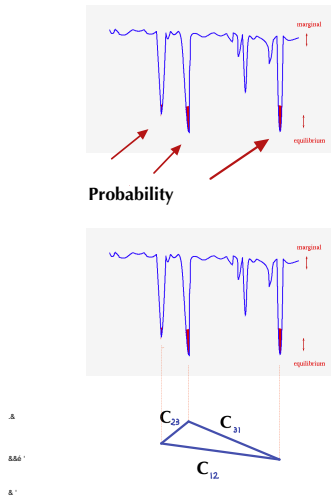 marginal
equilibrium
Probability
marginal
equilibrium
.&
C23
C31
&&é '
C12
& '